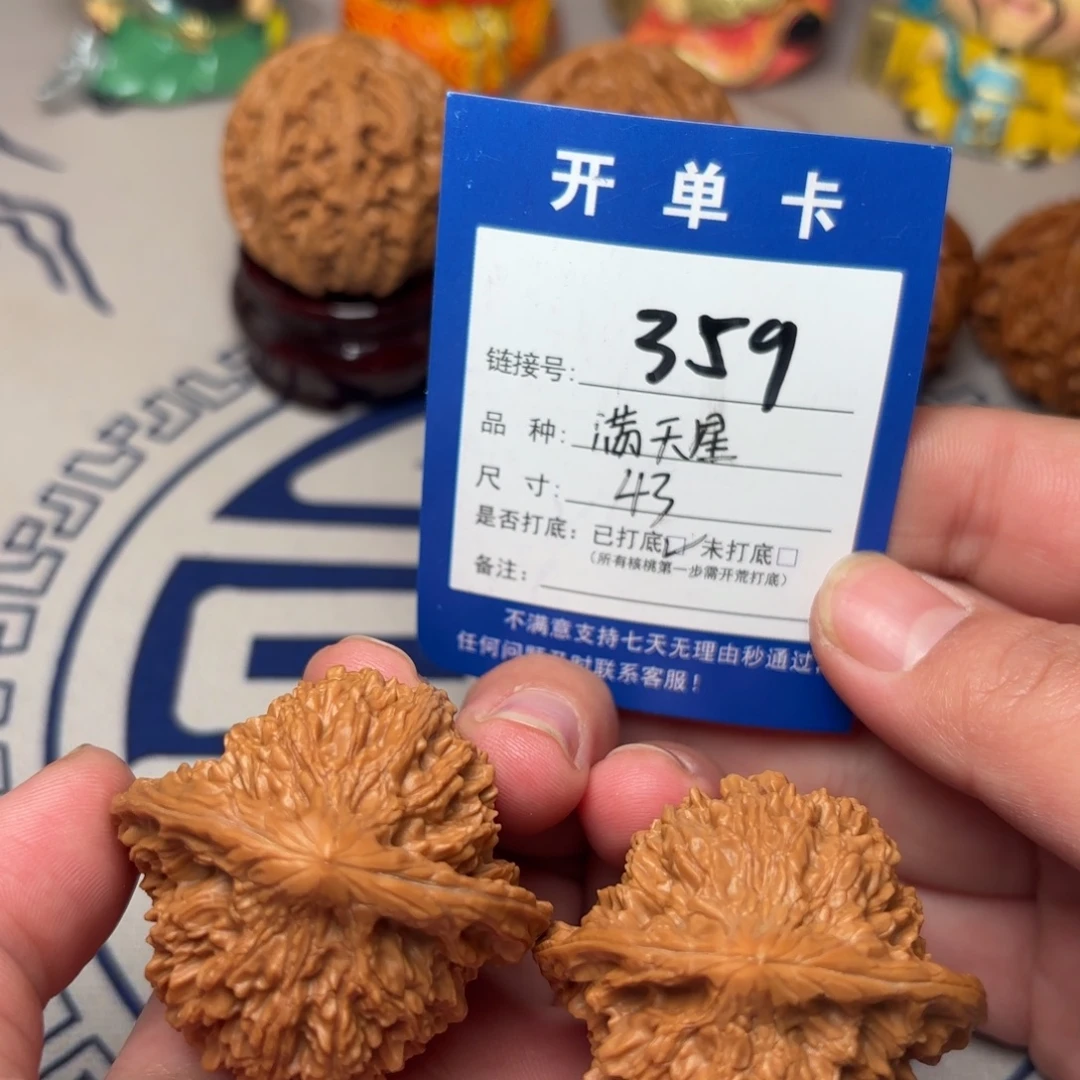 开单卡
链接号: 359
品 种: 满天星
尺 寸: 43
是否打底: 已打底☑ 未打底□
(所有核桃第一步需开荒打底)
备注:
不满意支持七天无理由秒通过
任何问题及时联系客服!